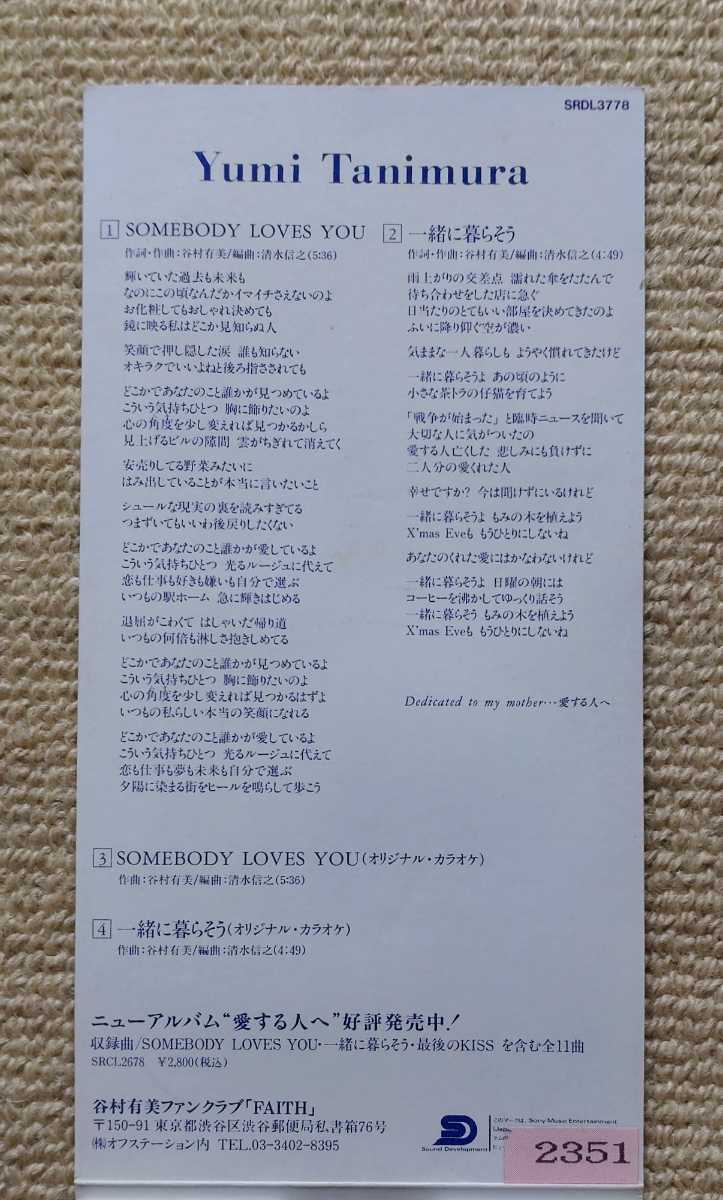 SRDL3778
Yumi Tanimura
1 SOMEBODY LOVES YOU
作詞・作曲：谷村有美/編曲：清水信之(5:36)
輝いていた過去も未来も
なのにこの頃なんだかイマイチさえないのよ
お化粧してもおしゃれ決めても
鏡に映る私はどこか見知らぬ人
笑顔で押し隠した涙 誰も知らない
オキラクでいいよねと後ろ指さされても
どこかであなたのこと誰かが見つめているよ
こういう気持ちひとつ 胸に飾りたいのよ
心の角度を少し変えれば見つかるかしら
見上げるビルの隙間 雲がちぎれて消えてく
安売りしてる野菜みたいに
はみ出していることが本当に言いたいこと
シュールな現実の裏を読みすぎてる
つまずいてもいいわ後戻りしたくない
どこかであなたのこと誰かが愛しているよ
こういう気持ちひとつ 光るルージュに代えて
恋も仕事も好きも嫌いも自分で選ぶ
いつもの駅ホーム 急に輝きはじめる
退屈がこわくて はしゃいだ帰り道
いつもの何倍も淋しさ抱きしめてる
どこかであなたのこと誰かが見つめているよ
こういう気持ちひとつ 胸に飾りたいのよ
心の角度を少し変えれば見つかるはずよ
いつもの私らしい本当の笑顔になれる
どこかであなたのこと誰かが愛しているよ
こういう気持ちひとつ 光るルージュに代えて
恋も仕事も夢も未来も自分で選ぶ
夕陽に染まる街をヒールを鳴らして歩こう
2 一緒に暮らそう
作詞・作曲：谷村有美/編曲：清水信之(4:49)
雨上がりの交差点 濡れた傘をたたんで
待ち合わせをした店に急ぐ
日当たりのとてもいい部屋を決めてきたのよ
ふいに降り仰ぐ空が濃い
気ままな一人暮らしも ようやく慣れてきたけど
一緒に暮らそうよ あの頃のように
小さな茶トラの仔猫を育てよう
「戦争が始まった」と臨時ニュースを聞いて
大切な人に気がついたの
愛する人亡くした 悲しみにも負けずに
二人分の愛くれた人
幸せですか? 今は聞けずにいるけれど
一緒に暮らそうよ もみの木を植えよう
X'mas Eveも もうひとりにしないね
あなたのくれた愛にはかなわないけれど
一緒に暮らそうよ 日曜の朝には
コーヒーを沸かしてゆっくり話そう
一緒に暮らそう もみの木を植えよう
X'mas Eveも もうひとりにしないね
Dedicated to my mother…愛する人へ
3 SOMEBODY LOVES YOU(オリジナル・カラオケ)
作曲：谷村有美/編曲：清水信之(5:36)
4 一緒に暮らそう(オリジナル・カラオケ)
作曲：谷村有美/編曲：清水信之(4:49)
ニューアルバム“愛する人へ”好評発売中!
収録曲/SOMEBODY LOVES YOU・一緒に暮らそう・最後のKISS を含む全11曲
SRCL2678 ¥2,800(税込)
谷村有美ファンクラブ「FAITH」
〒150-91 東京都渋谷区渋谷郵便局私書箱76号
㈱オフステーション内 TEL.03-3402-8395
Sound Development
Sony Music Entertainment
2351